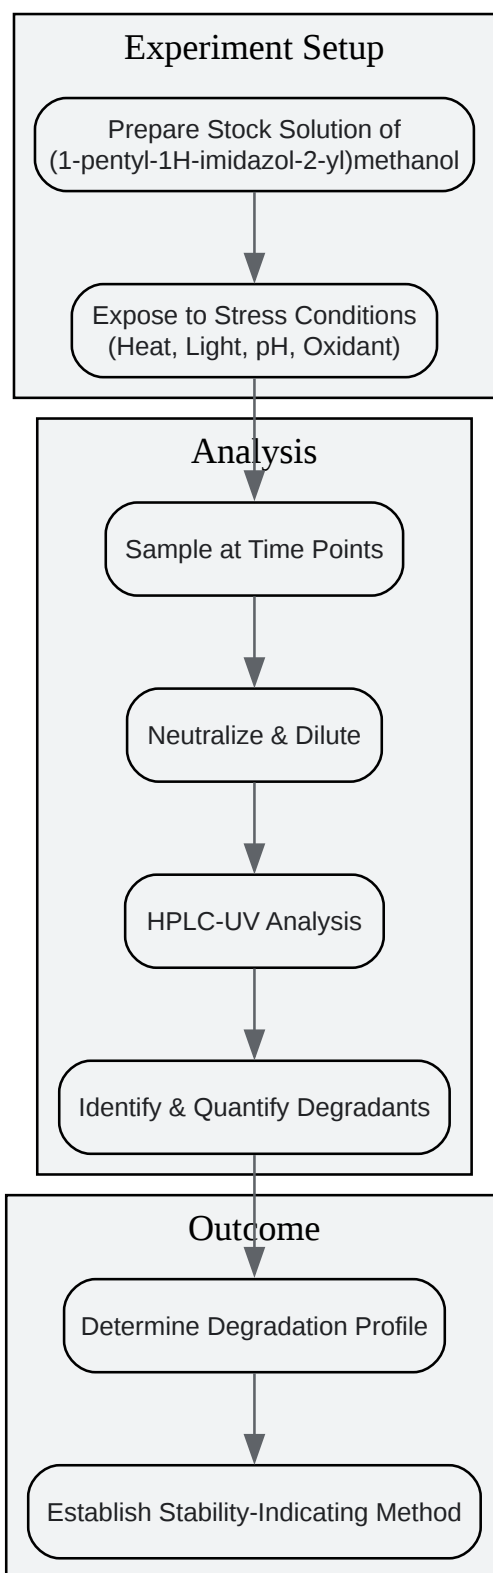 Experiment Setup
Prepare Stock Solution of
(1-pentyl-1H-imidazol-2-yl)methanol
Expose to Stress Conditions
(Heat, Light, pH, Oxidant)
Analysis
Sample at Time Points
Neutralize & Dilute
HPLC-UV Analysis
Identify & Quantify Degradants
Outcome
Determine Degradation Profile
Establish Stability-Indicating Method